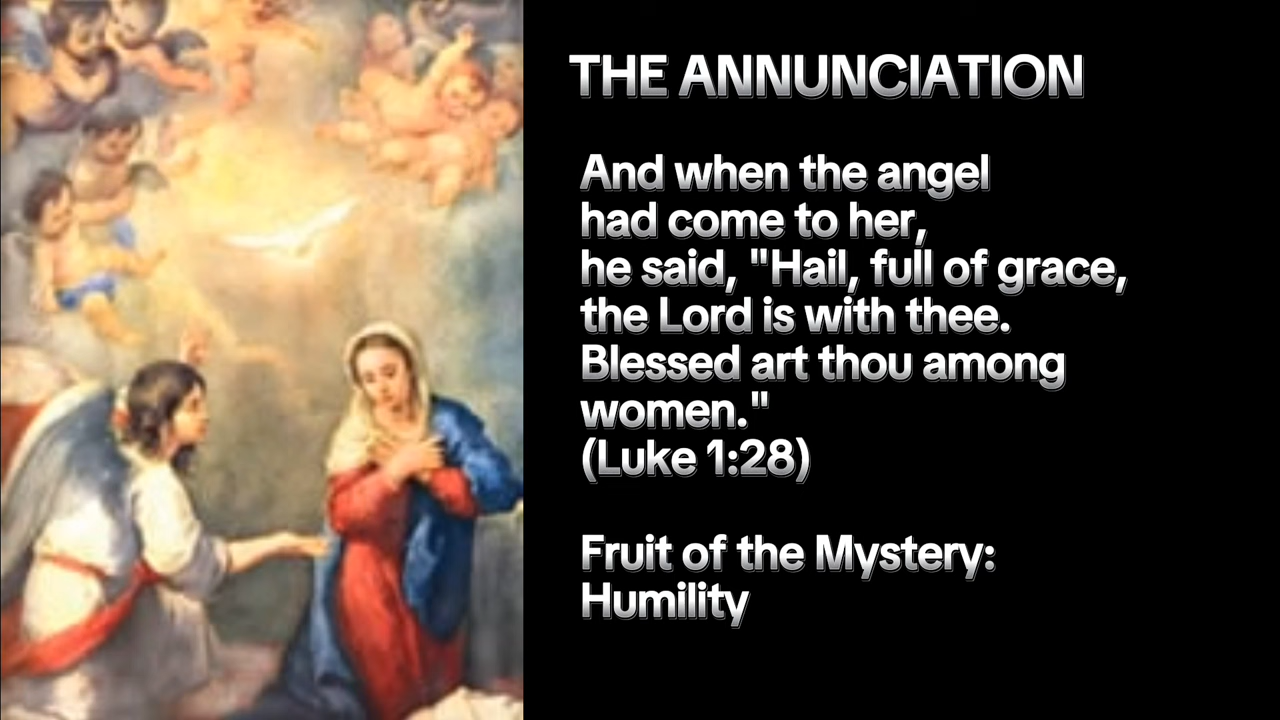 THE ANNUNCIATION
And when the angel
had come to her,
he said, "Hail, full of grace,
the Lord is with thee.
Blessed art thou among
women."
(Luke 1:28)
Fruit of the Mystery:
Humility